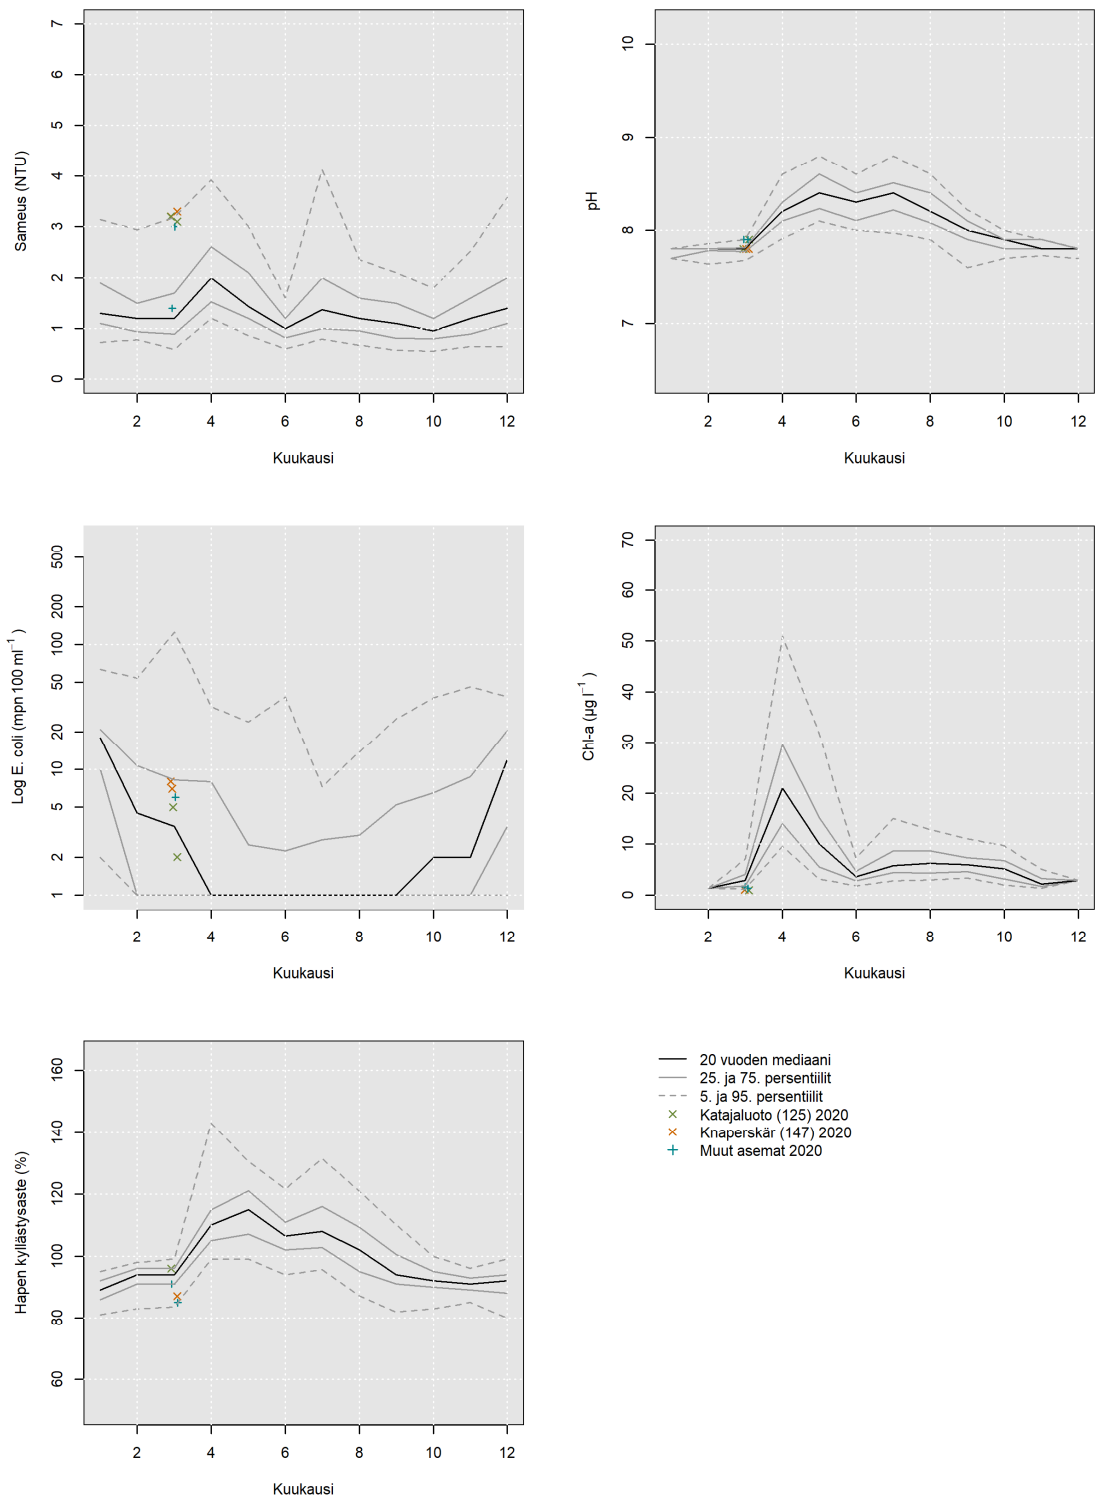 Sameus (NTU)
7
6
5
4
3
2
1
0
2 4 6 8 10 12
Kuukausi
pH
10
9
8
7
2 4 6 8 10 12
Kuukausi
Log E. coli (mpn 100 ml⁻¹ )
500
200
100
50
20
10
5
2
1
2 4 6 8 10 12
Kuukausi
Chl-a (µg l⁻¹ )
70
60
50
40
30
20
10
0
2 4 6 8 10 12
Kuukausi
Hapen kyllästysaste (%)
160
140
120
100
80
60
2 4 6 8 10 12
Kuukausi
20 vuoden mediaani
25. ja 75. persentiilit
5. ja 95. persentiilit
Katajaluoto (125) 2020
Knaperskär (147) 2020
Muut asemat 2020